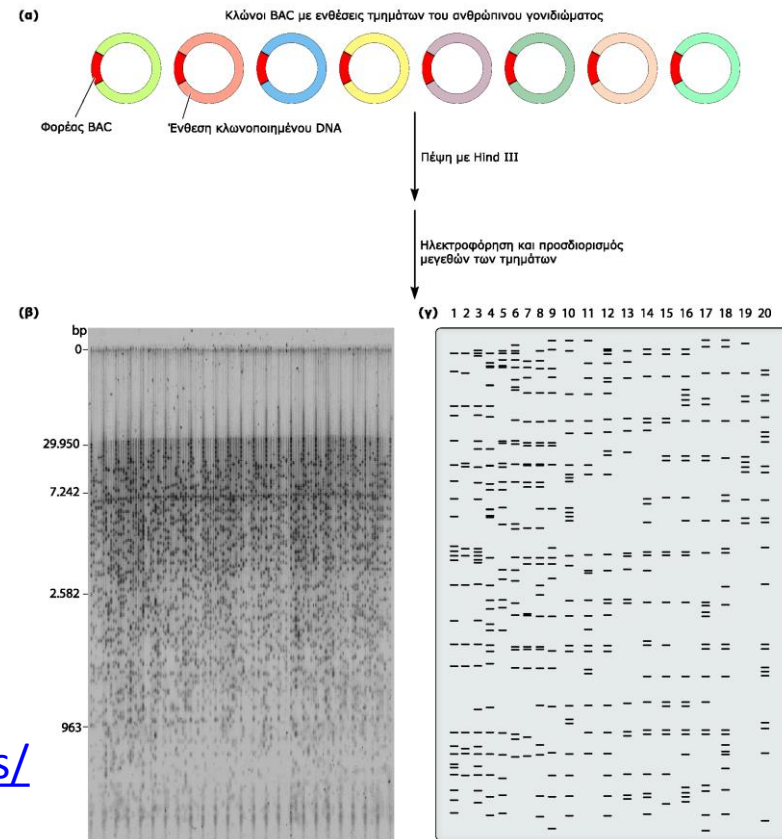 (α) Κλώνοι BAC με ενθέσεις τμημάτων του ανθρώπινου γονιδιώματος
Φορέας BAC
Ένθεση κλωνοποιημένου DNA
Πέψη με Hind III
Ηλεκτροφόρηση και προσδιορισμός
μεγεθών των τμημάτων
(β)
bp
0
29.950
7.242
2.582
963
(γ) 1 2 3 4 5 6 7 8 9 10 11 12 13 14 15 16 17 18 19 20
s/